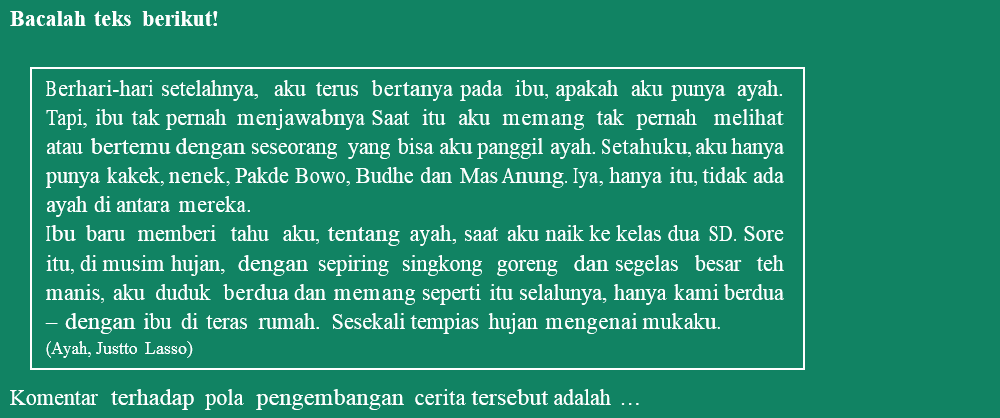 Bacalah teks berikut!
Berhari-hari setelahnya, aku terus bertanya pada ibu, apakah aku punya ayah.
Tapi, ibu tak pernah menjawabnya Saat itu aku memang tak pernah melihat
atau bertemu dengan seseorang yang bisa aku panggil ayah. Setahuku, aku hanya
punya kakek, nenek, Pakde Bowo, Budhe dan Mas Anung. Iya, hanya itu, tidak ada
ayah di antara mereka.
Ibu baru memberi tahu aku, tentang ayah, saat aku naik ke kelas dua SD. Sore
itu, di musim hujan, dengan sepiring singkong goreng dan segelas besar teh
manis, aku duduk berdua dan memang seperti itu selalunya, hanya kami berdua
– dengan ibu di teras rumah. Sesekali tempias hujan mengenai mukaku.
(Ayah, Justto Lasso)
Komentar terhadap pola pengembangan cerita tersebut adalah …